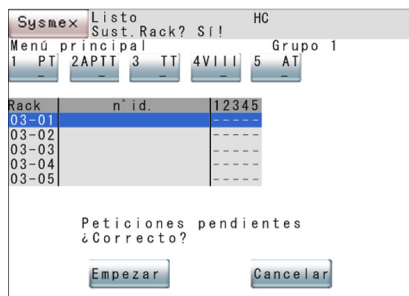 Sysmex Listo HC
Sust.Rack? Sí!
Menú principal Grupo 1
1 PT 2APTT 3 TT 4VIII 5 AT
– – – – –
Rack n°id. 12345
03-01 -----
03-02 -----
03-03 -----
03-04 -----
03-05 -----
Peticiones pendientes
¿Correcto?
Empezar Cancelar